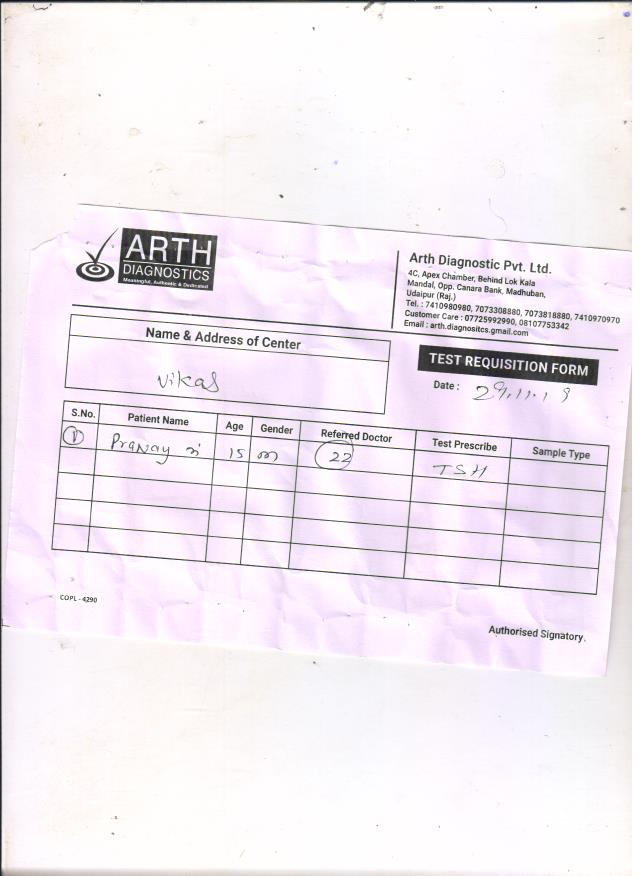 ARTH
DIAGNOSTICS
Meaningful, Authentic & Dedicated
Arth Diagnostic Pvt. Ltd.
4C, Apex Chamber, Behind Lok Kala
Mandal, Opp. Canara Bank, Madhuban,
Udaipur (Raj.)
Tel. : 7410980980, 7073308880, 7073818880, 7410970970
Customer Care : 07725992990, 08107753342
Email : arth.diagnositcs.gmail.com
Name & Address of Center
Vikas
TEST REQUISITION FORM
Date : 29.11.19
S.No. Patient Name Age Gender Referred Doctor Test Prescribe Sample Type
1 Pranay 15 m 22 TSH
COPL - 4290
Authorised Signatory.